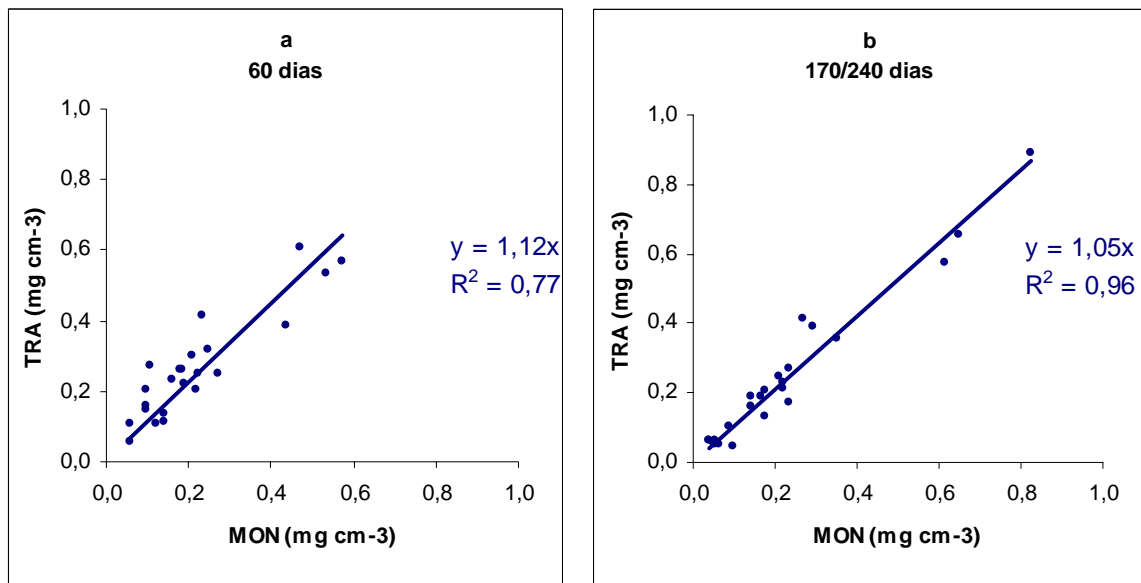 a
60 dias
1,0
0,8
0,6
0,4
0,2
0,0
0,0 0,2 0,4 0,6 0,8 1,0
TRA (mg cm-3)
MON (mg cm-3)
y = 1,12x
R² = 0,77
b
170/240 dias
1,0
0,8
0,6
0,4
0,2
0,0
0,0 0,2 0,4 0,6 0,8 1,0
TRA (mg cm-3)
MON (mg cm-3)
y = 1,05x
R² = 0,96